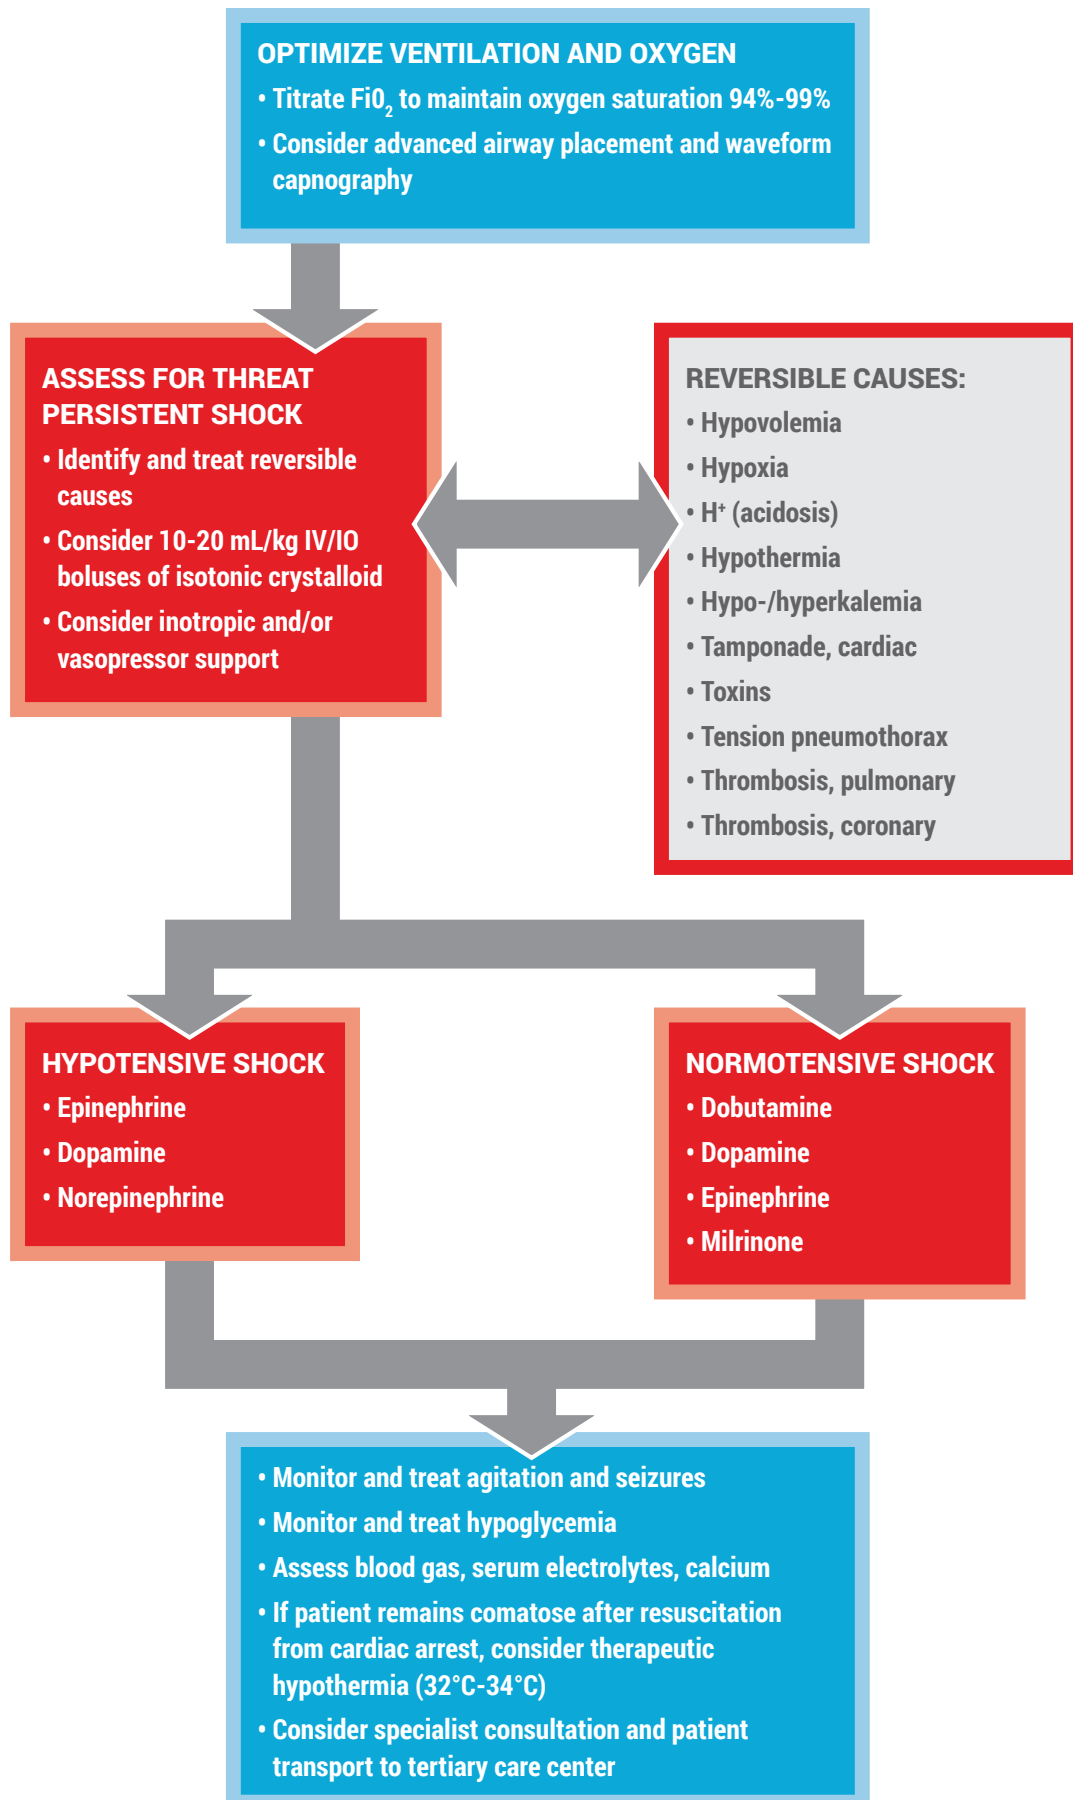 OPTIMIZE VENTILATION AND OXYGEN
• Titrate Fi0₂ to maintain oxygen saturation 94%-99%
• Consider advanced airway placement and waveform
capnography
ASSESS FOR THREAT
PERSISTENT SHOCK
• Identify and treat reversible
causes
• Consider 10-20 mL/kg IV/IO
boluses of isotonic crystalloid
• Consider inotropic and/or
vasopressor support
REVERSIBLE CAUSES:
• Hypovolemia
• Hypoxia
• H⁺ (acidosis)
• Hypothermia
• Hypo-/hyperkalemia
• Tamponade, cardiac
• Toxins
• Tension pneumothorax
• Thrombosis, pulmonary
• Thrombosis, coronary
HYPOTENSIVE SHOCK
• Epinephrine
• Dopamine
• Norepinephrine
NORMOTENSIVE SHOCK
• Dobutamine
• Dopamine
• Epinephrine
• Milrinone
• Monitor and treat agitation and seizures
• Monitor and treat hypoglycemia
• Assess blood gas, serum electrolytes, calcium
• If patient remains comatose after resuscitation
from cardiac arrest, consider therapeutic
hypothermia (32°C-34°C)
• Consider specialist consultation and patient
transport to tertiary care center